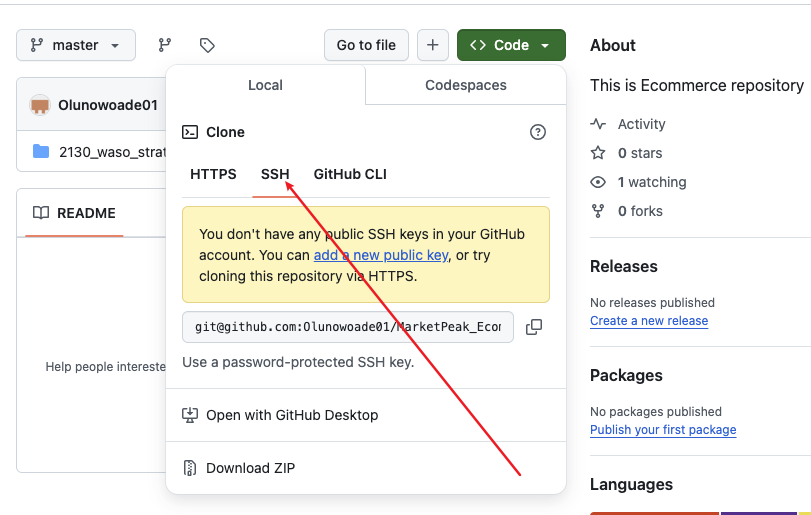 master
Go to file
Code
Local
Codespaces
Olunowoade01
2130_waso_strat
README
Help people intereste
Clone
HTTPS
SSH
GitHub CLI
You don't have any public SSH keys in your GitHub
account. You can add a new public key, or try
cloning this repository via HTTPS.
git@github.com:Olunowoade01/MarketPeak_Econ
Use a password-protected SSH key.
Open with GitHub Desktop
Download ZIP
About
This is Ecommerce repository
Activity
0 stars
1 watching
0 forks
Releases
No releases published
Create a new release
Packages
No packages published
Publish your first package
Languages